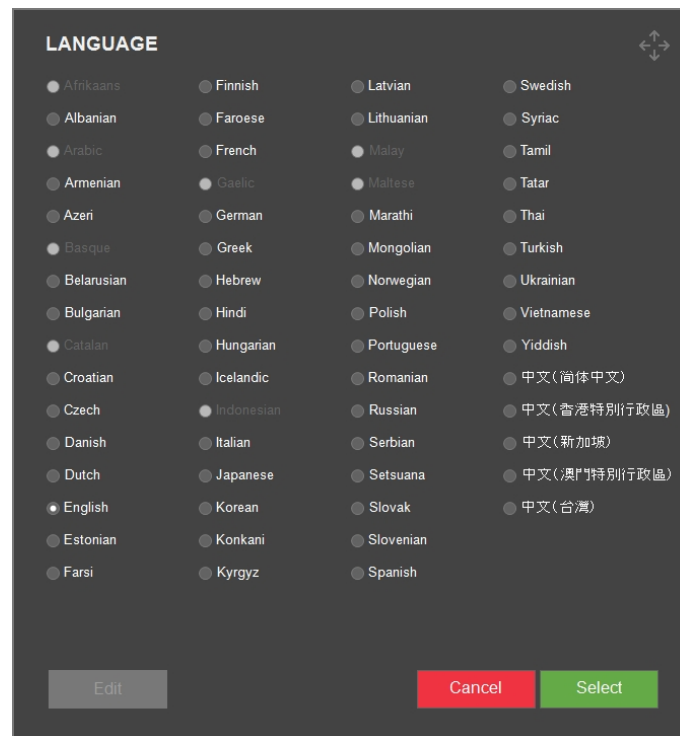 LANGUAGE
Afrikaans
Albanian
Arabic
Armenian
Azeri
Basque
Belarusian
Bulgarian
Catalan
Croatian
Czech
Danish
Dutch
English
Estonian
Farsi
Finnish
Faroese
French
Gaelic
German
Greek
Hebrew
Hindi
Hungarian
Icelandic
Indonesian
Italian
Japanese
Korean
Konkani
Kyrgyz
Latvian
Lithuanian
Malay
Maltese
Marathi
Mongolian
Norwegian
Polish
Portuguese
Romanian
Russian
Serbian
Setsuana
Slovak
Slovenian
Spanish
Swedish
Syriac
Tamil
Tatar
Thai
Turkish
Ukrainian
Vietnamese
Yiddish
中文(简体中文)
中文(香港特別行政區)
中文(新加坡)
中文(澳門特別行政區)
中文(台灣)
Edit
Cancel
Select